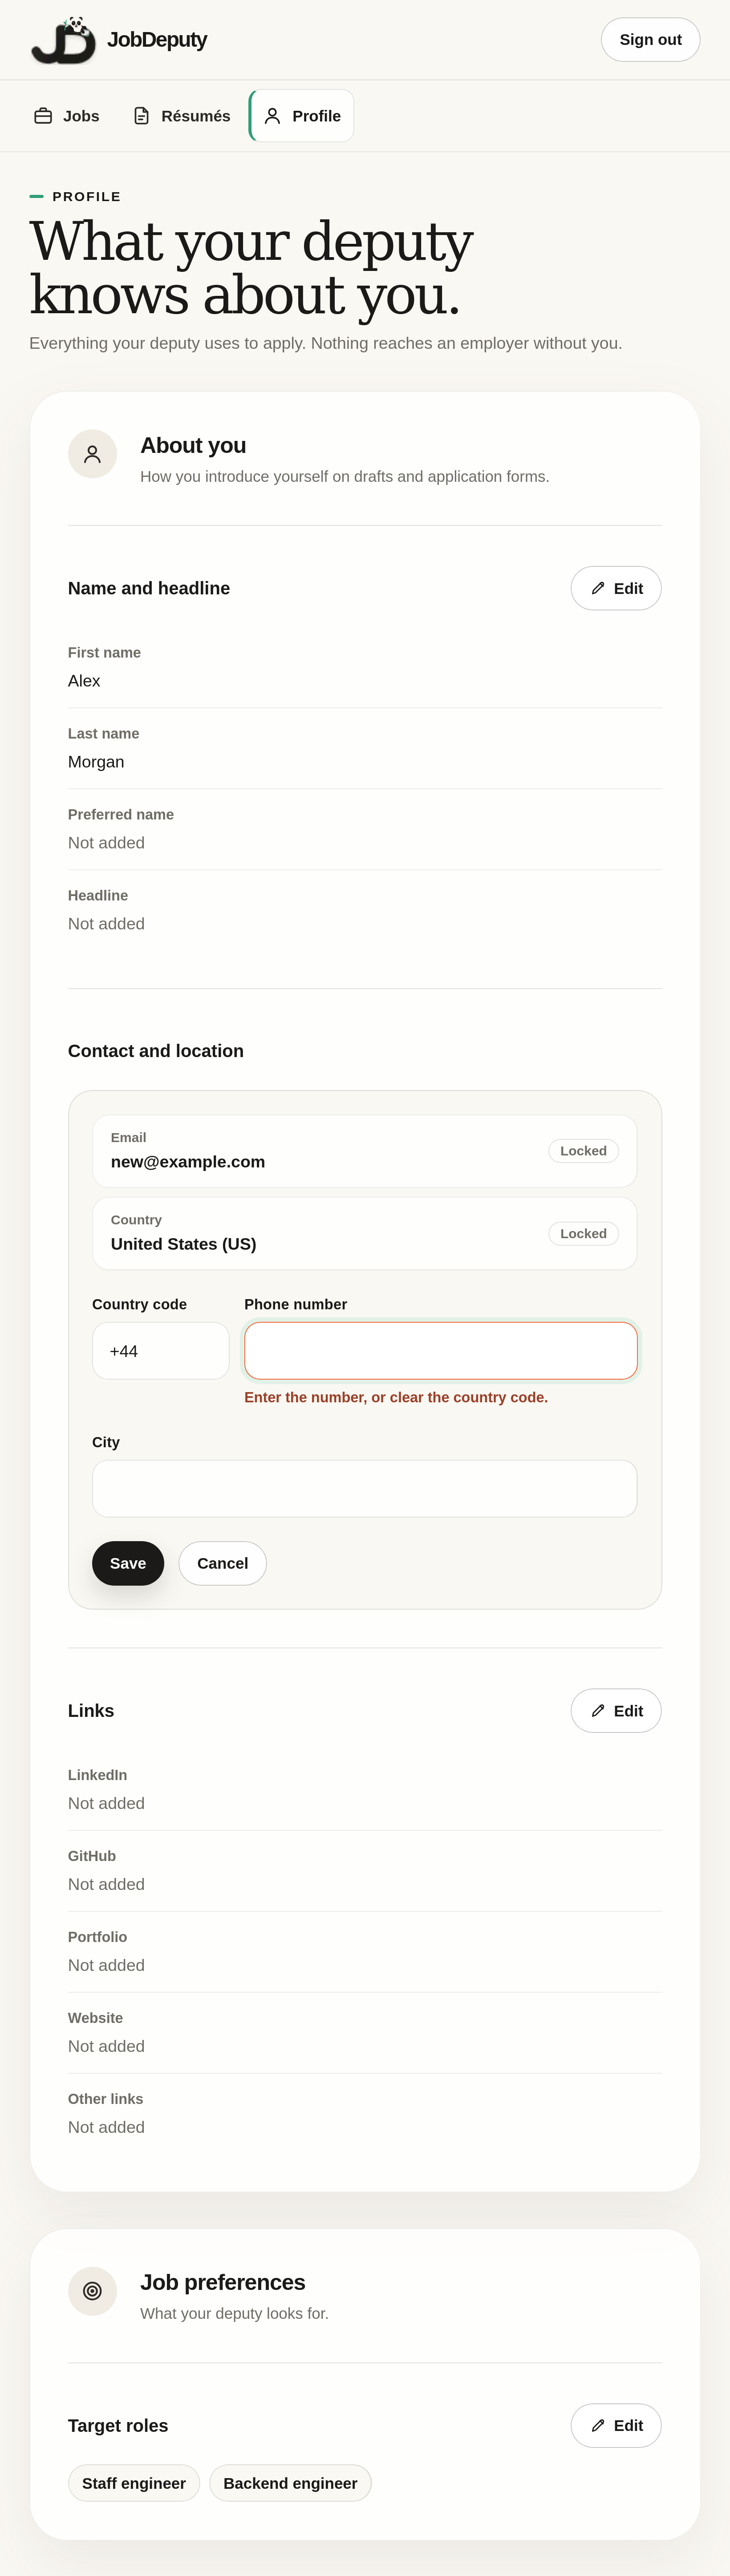 JobDeputy
Sign out
Jobs
Résumés
Profile
PROFILE
What your deputy
knows about you.
Everything your deputy uses to apply. Nothing reaches an employer without you.
About you
How you introduce yourself on drafts and application forms.
Name and headline
Edit
First name
Alex
Last name
Morgan
Preferred name
Not added
Headline
Not added
Contact and location
Email
new@example.com
Locked
Country
United States (US)
Locked
Country code
Phone number
+44
Enter the number, or clear the country code.
City
Save
Cancel
Links
Edit
LinkedIn
Not added
GitHub
Not added
Portfolio
Not added
Website
Not added
Other links
Not added
Job preferences
What your deputy looks for.
Target roles
Edit
Staff engineer
Backend engineer